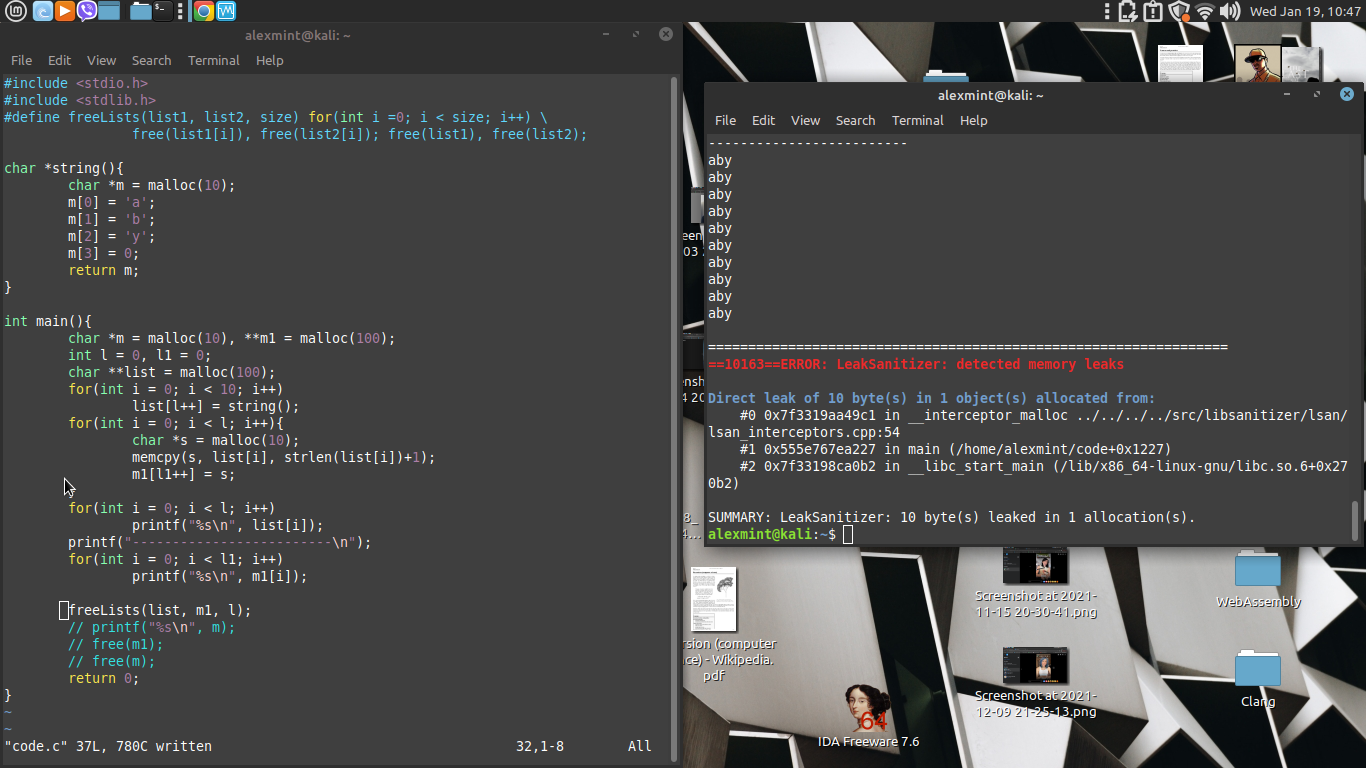 Wed Jan 19, 10:47
alexmint@kali: ~
File Edit View Search Terminal Help
#include <stdio.h>
#include <stdlib.h>
#define freeLists(list1, list2, size) for(int i =0; i < size; i++) \
free(list1[i]), free(list2[i]); free(list1), free(list2);
char *string(){
char *m = malloc(10);
m[0] = 'a';
m[1] = 'b';
m[2] = 'y';
m[3] = 0;
return m;
}
int main(){
char *m = malloc(10), **m1 = malloc(100);
int l = 0, l1 = 0;
char **list = malloc(100);
for(int i = 0; i < 10; i++)
list[l++] = string();
for(int i = 0; i < l; i++){
char *s = malloc(10);
memcpy(s, list[i], strlen(list[i])+1);
m1[l1++] = s;
for(int i = 0; i < l; i++)
printf("%s\n", list[i]);
printf("-------------------------\n");
for(int i = 0; i < l1; i++)
printf("%s\n", m1[i]);
freeLists(list, m1, l);
// printf("%s\n", m);
// free(m1);
// free(m);
return 0;
}
~
~
"code.c" 37L, 780C written 32,1-8 All
alexmint@kali: ~
File Edit View Search Terminal Help
-------------------------
aby
aby
aby
aby
aby
aby
aby
aby
aby
aby
=================================================================
==10163==ERROR: LeakSanitizer: detected memory leaks
Direct leak of 10 byte(s) in 1 object(s) allocated from:
#0 0x7f3319aa49c1 in __interceptor_malloc ../../../../src/libsanitizer/lsan/
lsan_interceptors.cpp:54
#1 0x555e767ea227 in main (/home/alexmint/code+0x1227)
#2 0x7f33198ca0b2 in __libc_start_main (/lib/x86_64-linux-gnu/libc.so.6+0x27
0b2)
SUMMARY: LeakSanitizer: 10 byte(s) leaked in 1 allocation(s).
alexmint@kali:~$
Screenshot at 2021-
11-15 20-30-41.png
WebAssembly
rsion (computer
ce) - Wikipedia.
pdf
Screenshot at 2021-
12-09 21-25-13.png
Clang
64
IDA Freeware 7.6